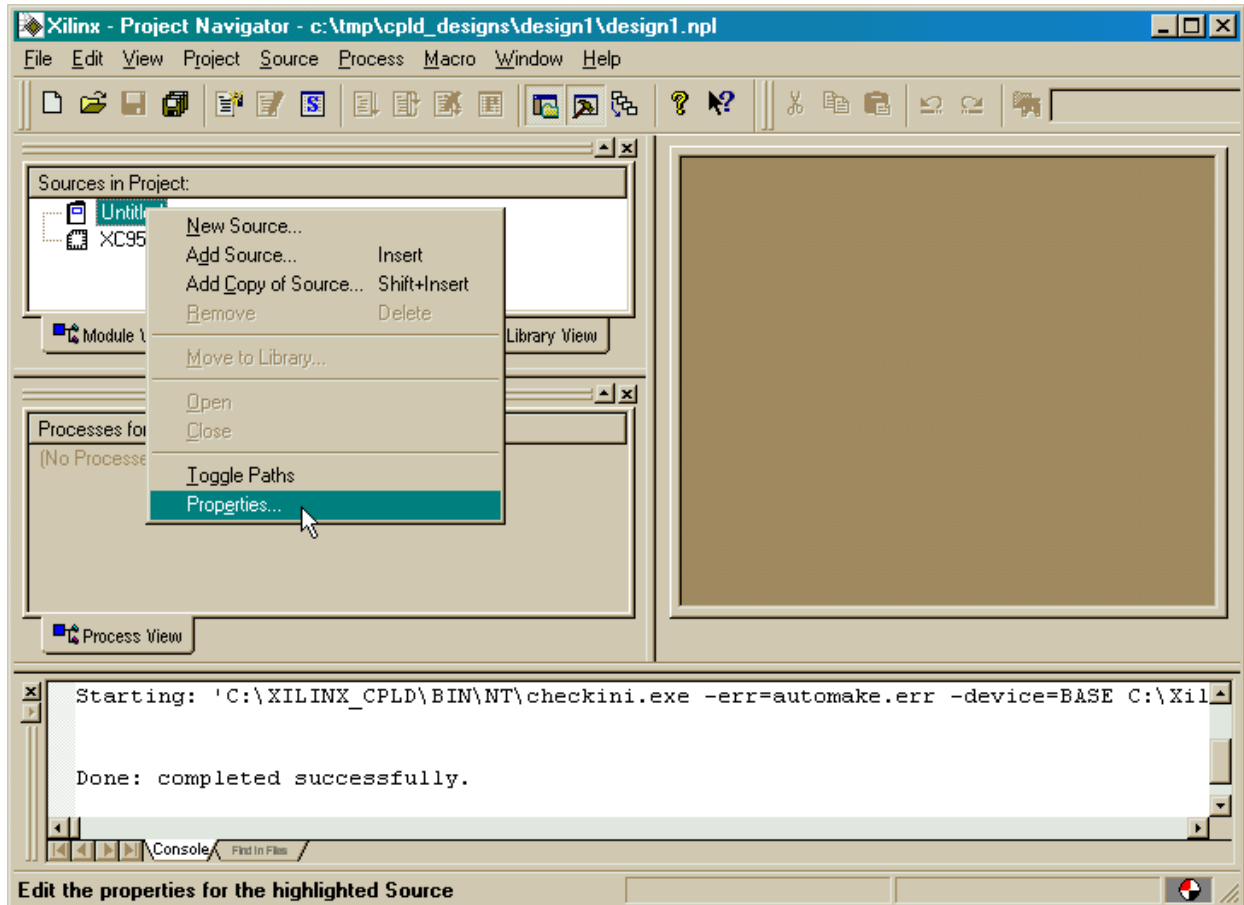 Xilinx - Project Navigator - c:\tmp\cpld_designs\design1\design1.npl
File Edit View Project Source Process Macro Window Help
Sources in Project:
Untitled
XC95
New Source...
Add Source... Insert
Add Copy of Source... Shift+Insert
Remove Delete
Move to Library...
Open
Close
Toggle Paths
Properties...
Module V
Library View
Processes for
(No Processe
Process View
Starting: 'C:\XILINX_CPLD\BIN\NT\checkini.exe -err=automake.err -device=BASE C:\Xil
Done: completed successfully.
Console Find in Files
Edit the properties for the highlighted Source